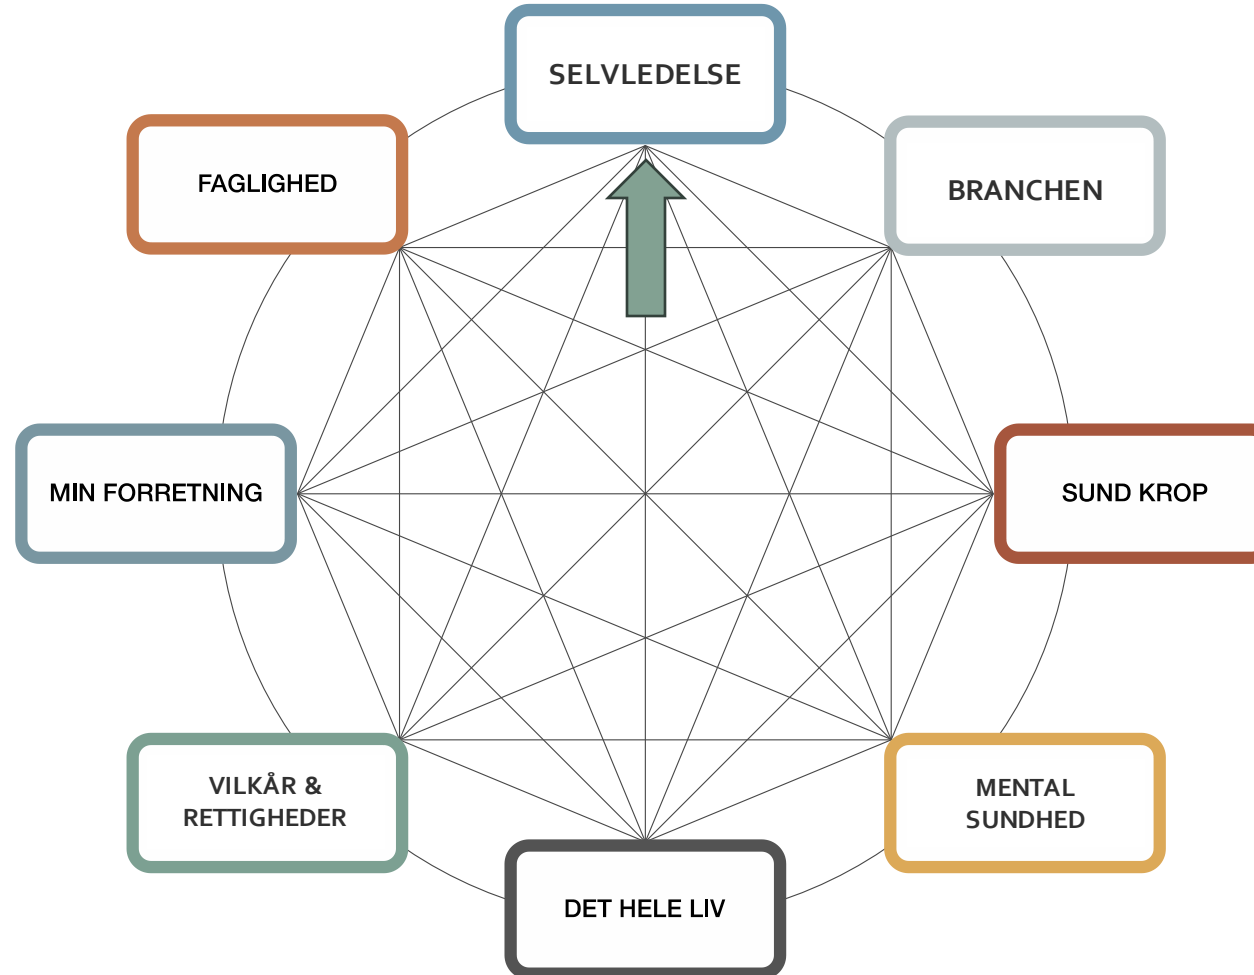 SELVLEDELSE
FAGLIGHED
BRANCHEN
MIN FORRETNING
SUND KROP
VILKÅR &
RETTIGHEDER
MENTAL
SUNDHED
DET HELE LIV